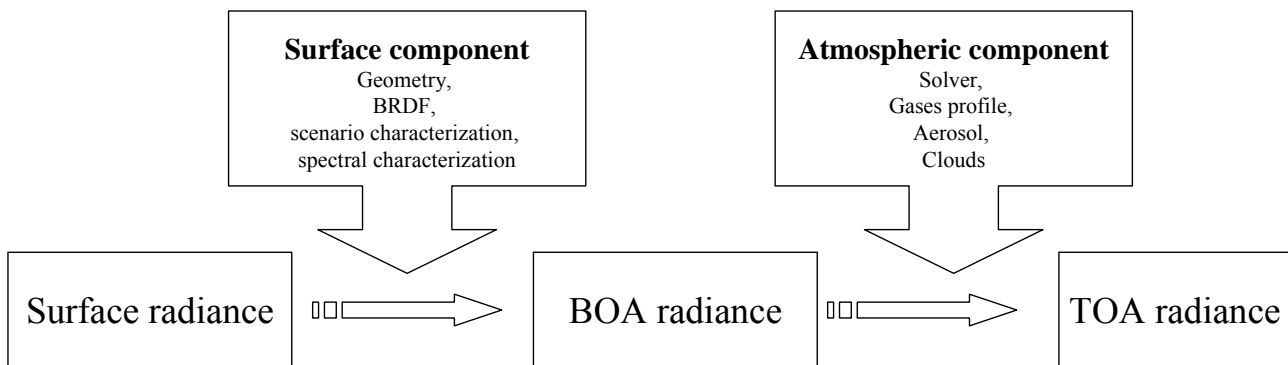 Surface component
Geometry,
BRDF,
scenario characterization,
spectral characterization
Atmospheric component
Solver,
Gases profile,
Aerosol,
Clouds
Surface radiance
BOA radiance
TOA radiance